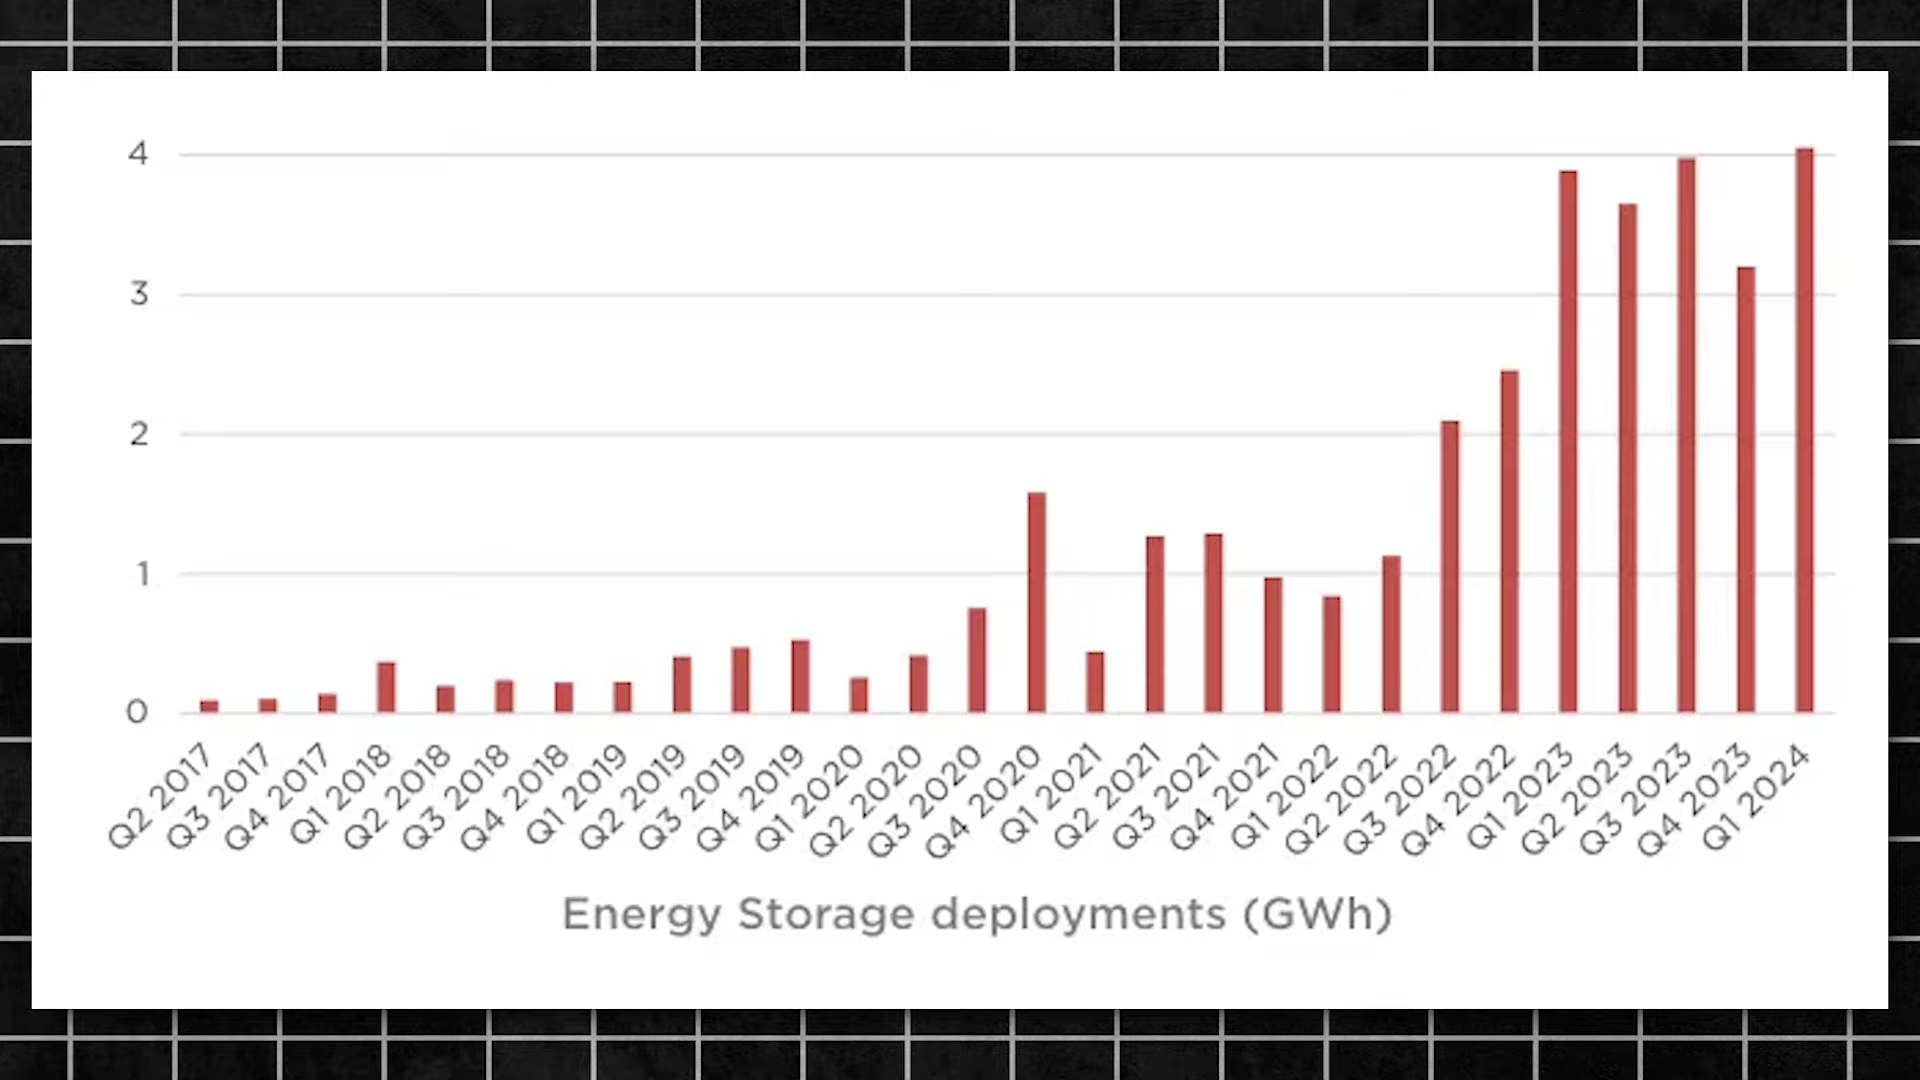 4
3
2
1
0
Q2 2017
Q3 2017
Q4 2017
Q1 2018
Q2 2018
Q3 2018
Q4 2018
Q1 2019
Q2 2019
Q3 2019
Q4 2019
Q1 2020
Q2 2020
Q3 2020
Q4 2020
Q1 2021
Q2 2021
Q3 2021
Q4 2021
Q1 2022
Q2 2022
Q3 2022
Q4 2022
Q1 2023
Q2 2023
Q3 2023
Q4 2023
Q1 2024
Energy Storage deployments (GWh)